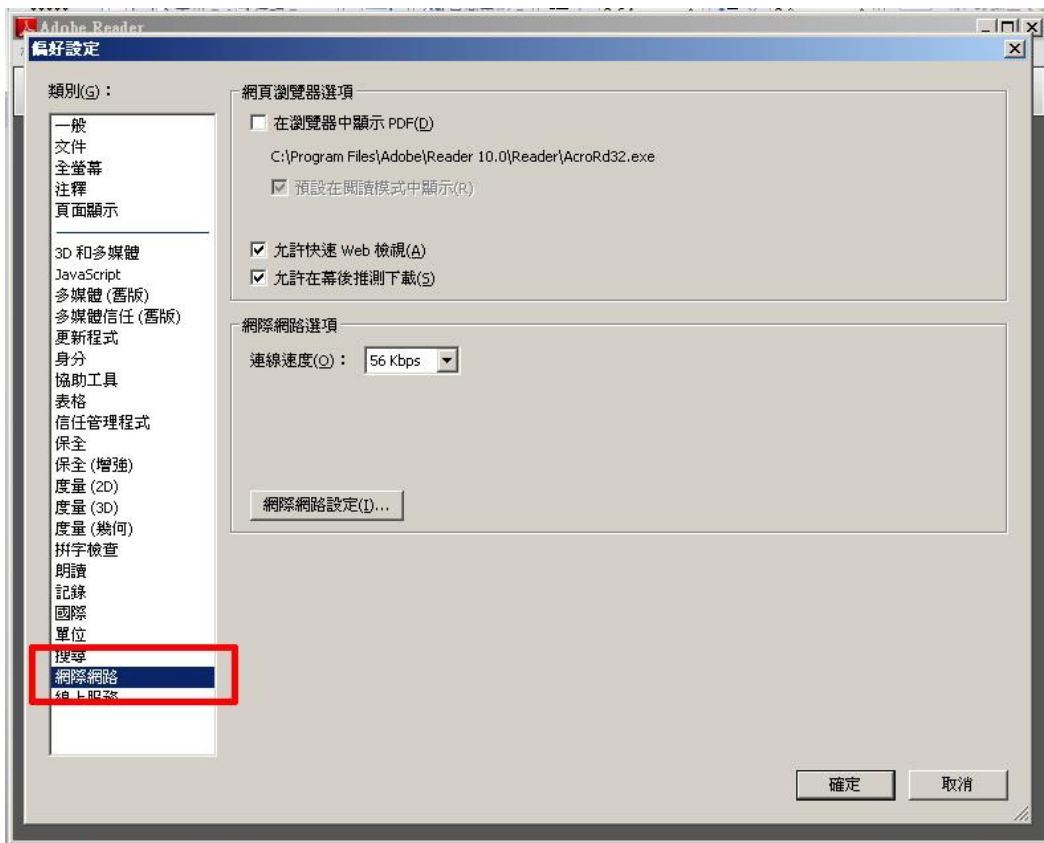 Adobe Reader
偏好設定
類別(G)：
一般
文件
全螢幕
注釋
頁面顯示
3D 和多媒體
JavaScript
多媒體 (舊版)
多媒體信任 (舊版)
更新程式
身分
協助工具
表格
信任管理程式
保全
保全 (增強)
度量 (2D)
度量 (3D)
度量 (幾何)
拼字檢查
朗讀
記錄
國際
單位
搜尋
網際網路
線上服務
網頁瀏覽器選項
在瀏覽器中顯示 PDF(D)
C:\Program Files\Adobe\Reader 10.0\Reader\AcroRd32.exe
預設在閱讀模式中顯示(R)
允許快速 Web 檢視(A)
允許在幕後推測下載(S)
網際網路選項
連線速度(O)： 56 Kbps
網際網路設定(I)...
確定 取消